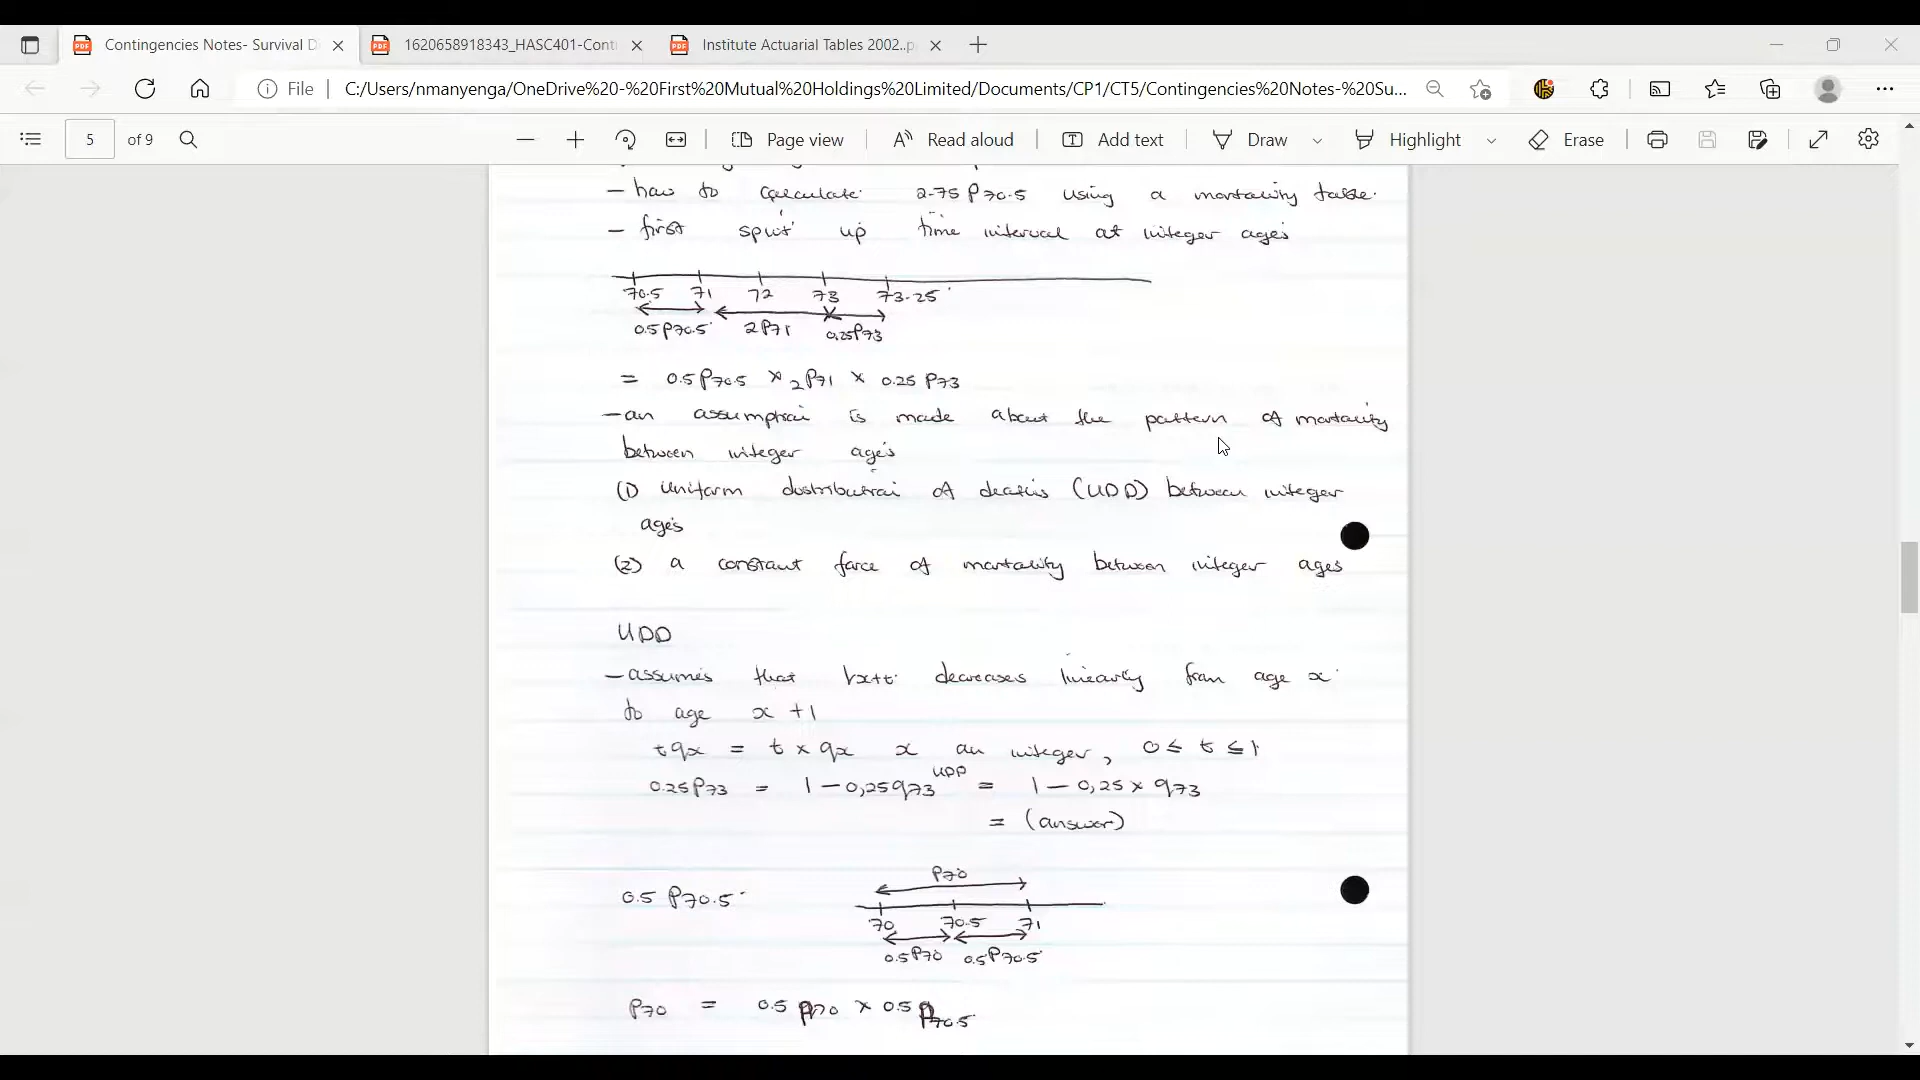 Contingencies Notes- Survival D
1620658918343_HASC401-Cont
Institute Actuarial Tables 2002..p
File
C:/Users/nmanyenga/OneDrive%20-%20First%20Mutual%20Holdings%20Limited/Documents/CP1/CT5/Contingencies%20Notes-%20Su...
5 of 9
Page view
Read aloud
Add text
Draw
Highlight
Erase
- how to calculate 2.75 P70.5 using a mortality table.
- first split up time interval at integer ages
70.5 71 72 73 73.25
0.5P70.5 2P71 0.25P73
= 0.5P70.5 × 2P71 × 0.25 P73
- an assumption is made about the pattern of mortality
between integer ages
(1) uniform distribution of deaths (UDD) between integer
ages
(2) a constant force of mortality between integer ages
UDD
- assumes that lx+t decreases linearly from age x
to age x + 1
tqx = t × qx x an integer, 0 ≤ t ≤ 1
UDD
0.25P73 = 1 - 0,25q73 = 1 - 0,25 × q73
= (answer)
P70
0.5 P70.5
70 70.5 71
0.5P70 0.5P70.5
P70 = 0.5 P70 × 0.5 P70.5